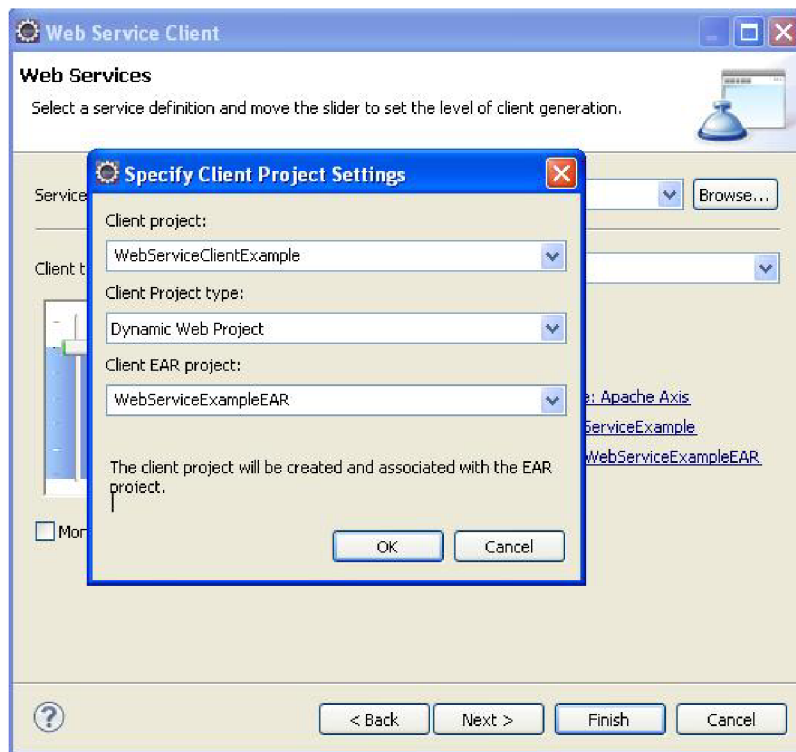 Web Service Client
Web Services
Select a service definition and move the slider to set the level of client generation.
Specify Client Project Settings
Service
Browse...
Client project:
WebServiceClientExample
Client t
Client Project type:
Dynamic Web Project
Client EAR project:
WebServiceExampleEAR
e: Apache Axis
ServiceExample
WebServiceExampleEAR
The client project will be created and associated with the EAR
project.
Mor
OK
Cancel
?
< Back
Next >
Finish
Cancel